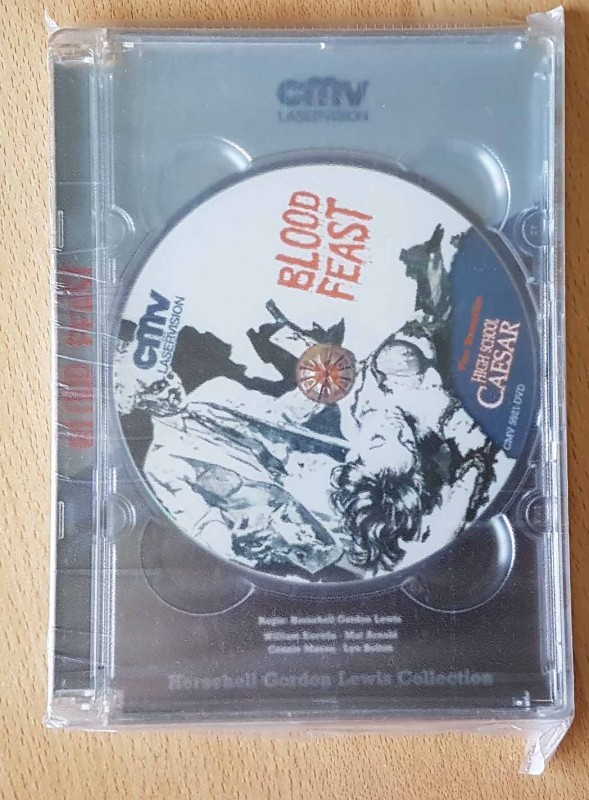 cmv
LASERVISION
BLOOD FEAST
BLOOD
FEAST
cmv
LASERVISION
HIGH SCHOOL
CAESAR
CMV 5621-DVD
Regie: Herschell Gordon Lewis
William Kerwin Mal Arnold
Connie Mason Lyn Bolton
Herschell Gordon Lewis Collection